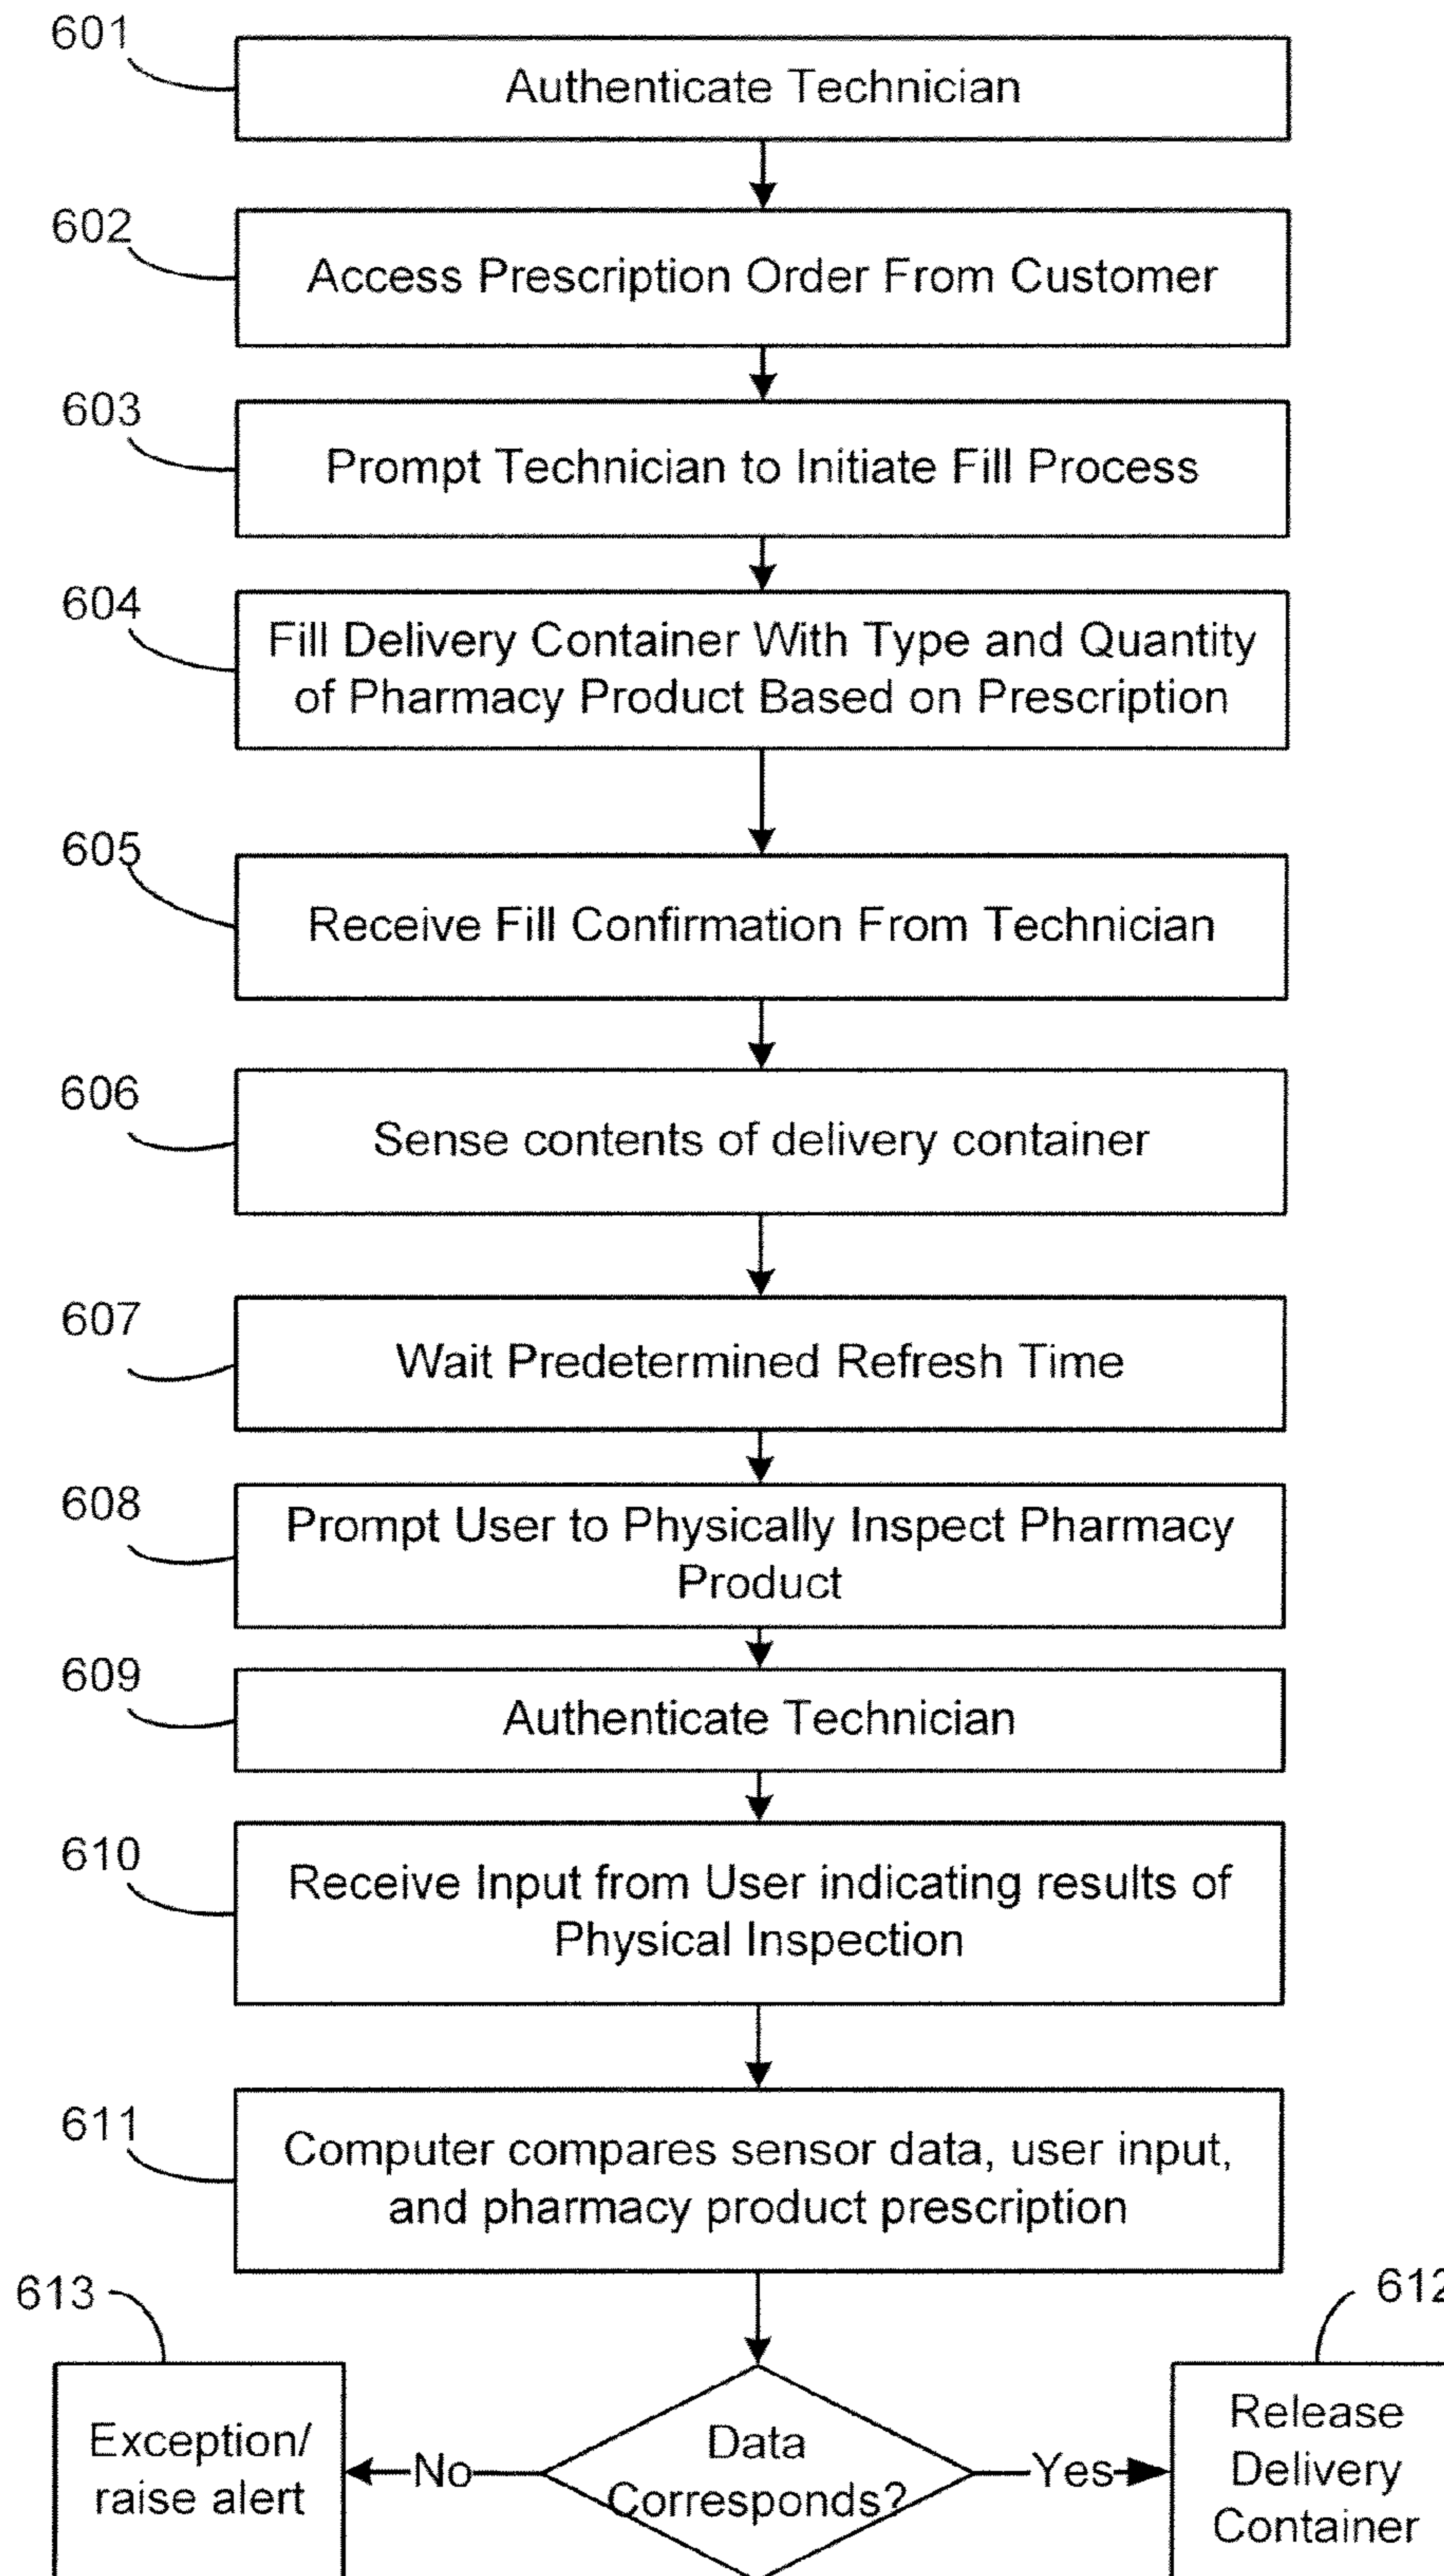 601
Authenticate Technician
602
Access Prescription Order From Customer
603
Prompt Technician to Initiate Fill Process
604
Fill Delivery Container With Type and Quantity
of Pharmacy Product Based on Prescription
605
Receive Fill Confirmation From Technician
606
Sense contents of delivery container
607
Wait Predetermined Refresh Time
608
Prompt User to Physically Inspect Pharmacy
Product
609
Authenticate Technician
610
Receive Input from User indicating results of
Physical Inspection
611
Computer compares sensor data, user input,
and pharmacy product prescription
613
612
Exception/
raise alert
No
Data
Corresponds?
Yes
Release
Delivery
Container